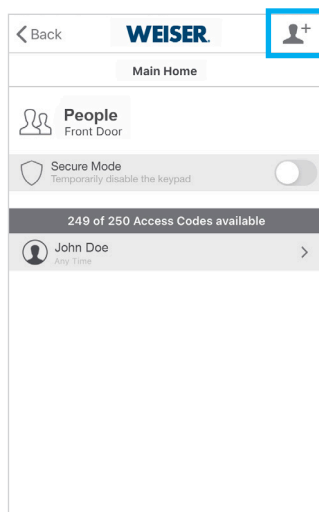 Back
WEISER.
Main Home
People
Front Door
Secure Mode
Temporarily disable the keypad
249 of 250 Access Codes available
John Doe
Any Time